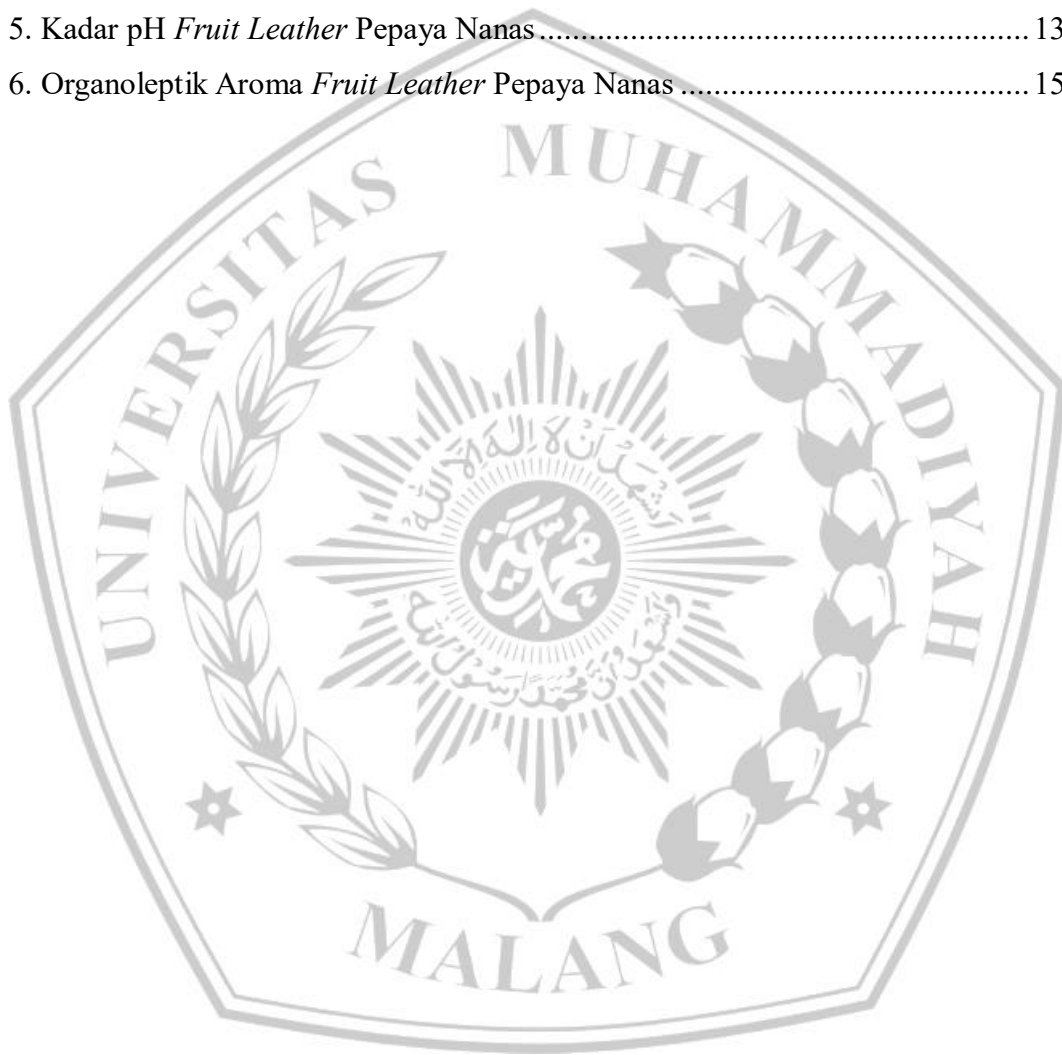 5. Kadar pH Fruit Leather Pepaya Nanas ........................................................... 13
6. Organoleptik Aroma Fruit Leather Pepaya Nanas .......................................... 15
UNIVERSITAS MUHAMMADIYAH
MALANG